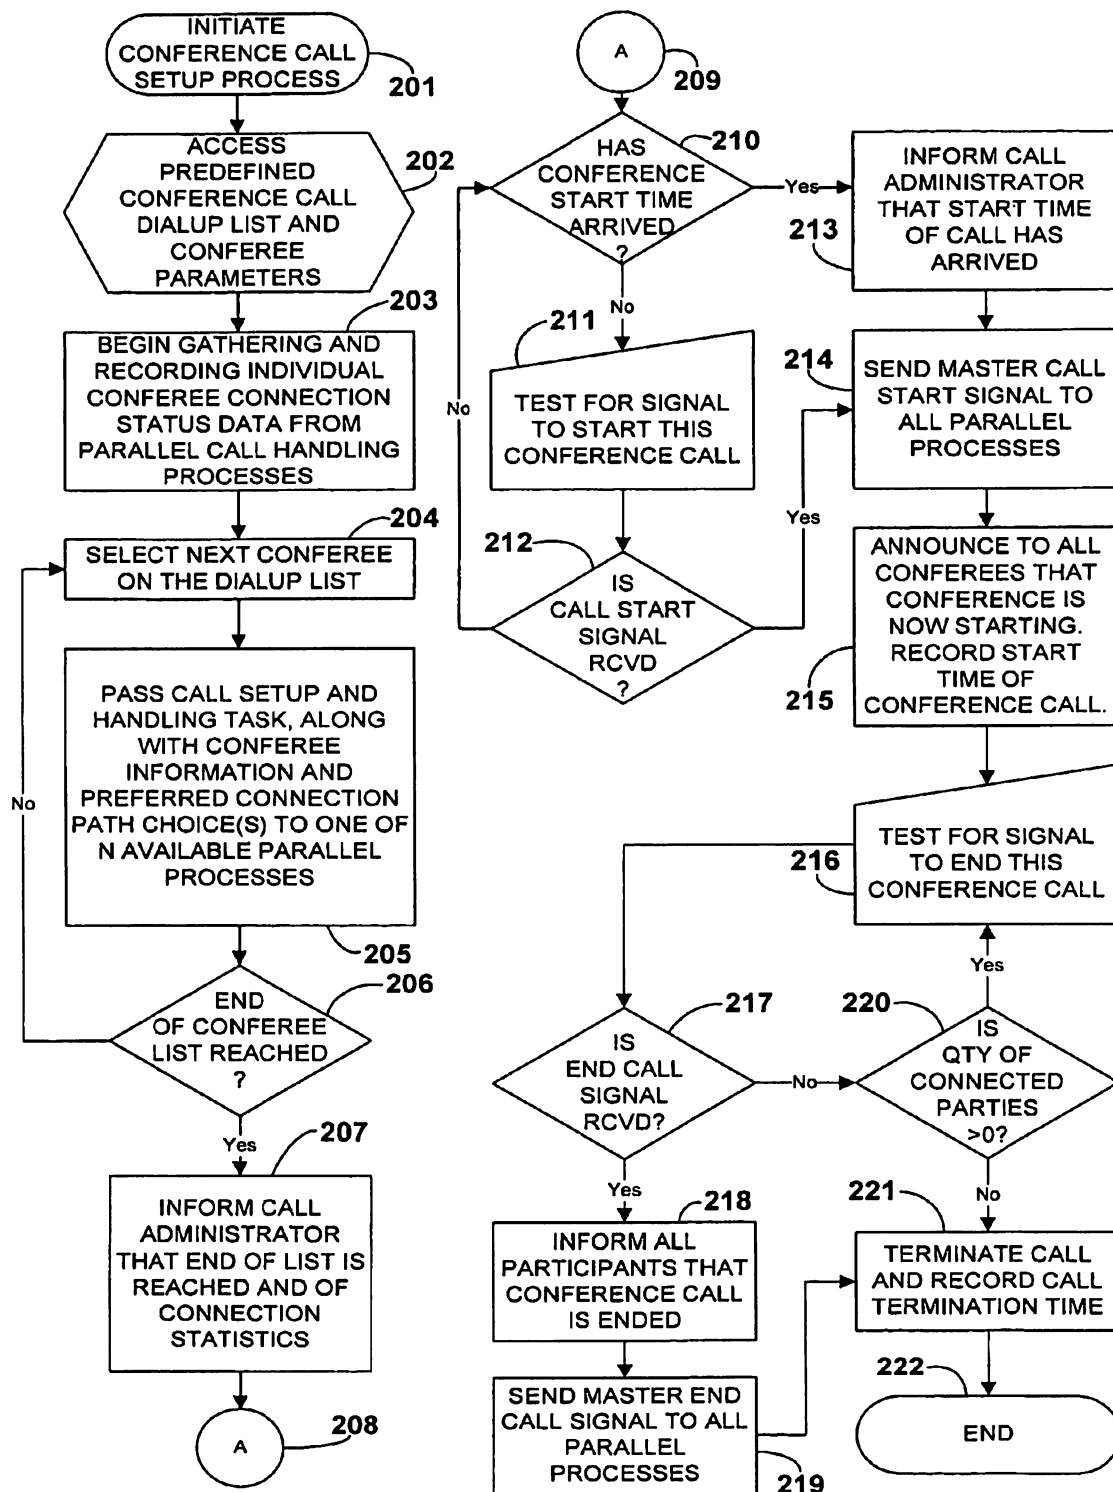 INITIATE
CONFERENCE CALL
SETUP PROCESS
201
ACCESS
PREDEFINED
CONFERENCE CALL
DIALUP LIST AND
CONFEREE
PARAMETERS
202
203
BEGIN GATHERING AND
RECORDING INDIVIDUAL
CONFEREE CONNECTION
STATUS DATA FROM
PARALLEL CALL HANDLING
PROCESSES
204
SELECT NEXT CONFEREE
ON THE DIALUP LIST
PASS CALL SETUP AND
HANDLING TASK, ALONG
WITH CONFEREE
INFORMATION AND
PREFERRED CONNECTION
PATH CHOICE(S) TO ONE OF
N AVAILABLE PARALLEL
PROCESSES
No
205
206
END
OF CONFEREE
LIST REACHED
?
Yes
207
INFORM CALL
ADMINISTRATOR
THAT END OF LIST IS
REACHED AND OF
CONNECTION
STATISTICS
A
208
A
209
210
HAS
CONFERENCE
START TIME
ARRIVED
?
Yes
No
211
TEST FOR SIGNAL
TO START THIS
CONFERENCE CALL
No
212
IS
CALL START
SIGNAL
RCVD
?
Yes
INFORM CALL
ADMINISTRATOR
THAT START TIME
OF CALL HAS
ARRIVED
213
214
SEND MASTER CALL
START SIGNAL TO
ALL PARALLEL
PROCESSES
ANNOUNCE TO ALL
CONFEREES THAT
CONFERENCE IS
NOW STARTING.
RECORD START
TIME OF
CONFERENCE CALL.
215
TEST FOR SIGNAL
TO END THIS
CONFERENCE CALL
216
217
IS
END CALL
SIGNAL
RCVD?
No
Yes
220
IS
QTY OF
CONNECTED
PARTIES
>0?
Yes
No
218
INFORM ALL
PARTICIPANTS THAT
CONFERENCE CALL
IS ENDED
SEND MASTER END
CALL SIGNAL TO ALL
PARALLEL
PROCESSES
219
221
TERMINATE CALL
AND RECORD CALL
TERMINATION TIME
222
END